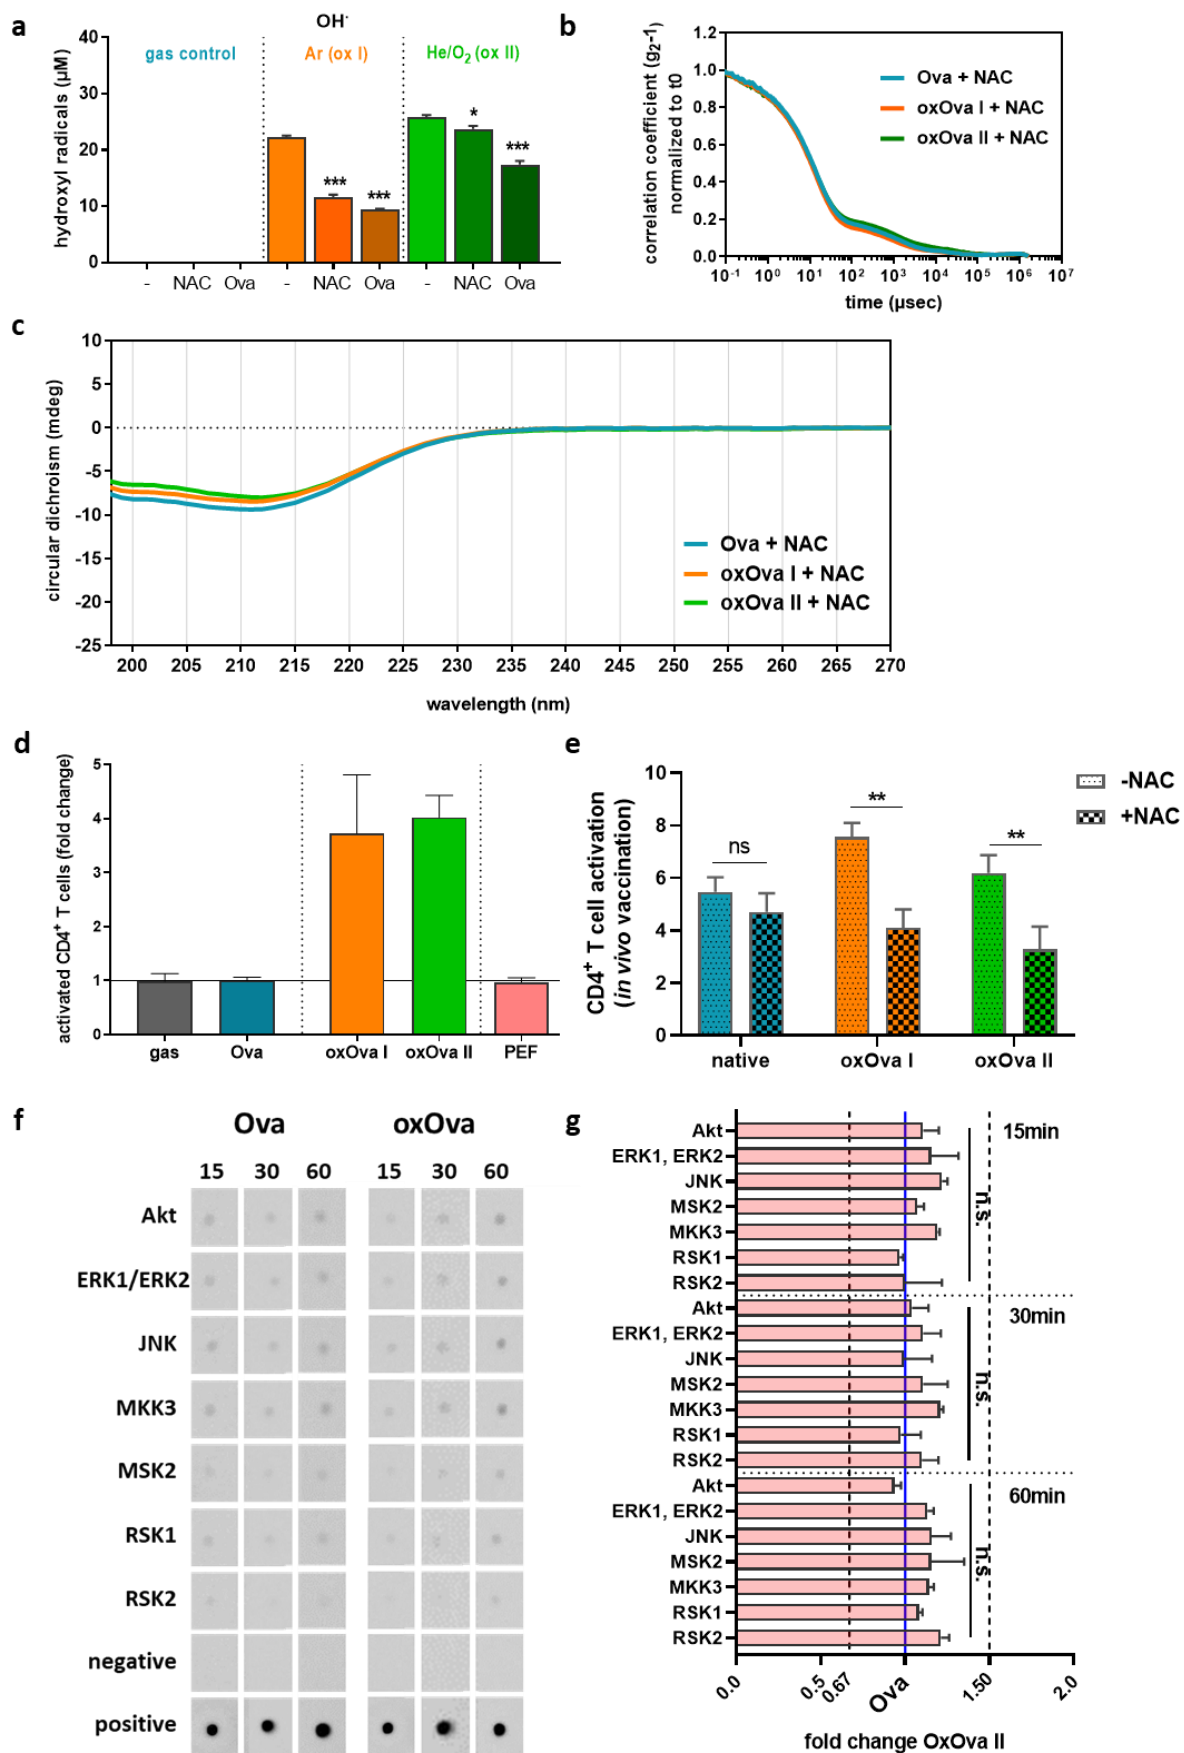 a
OH·
40
30
20
10
0
hydroxyl radicals (µM)
gas control
Ar (ox I)
He/O₂ (ox II)
*** *** * ***
- NAC Ova - NAC Ova - NAC Ova
b
1.2
1.0
0.8
0.6
0.4
0.2
0.0
correlation coefficient (g₂-1)
normalized to t0
Ova + NAC
oxOva I + NAC
oxOva II + NAC
10⁻¹ 10⁰ 10¹ 10² 10³ 10⁴ 10⁵ 10⁶ 10⁷
time (µsec)
c
10
5
0
-5
-10
-15
-20
-25
circular dichroism (mdeg)
Ova + NAC
oxOva I + NAC
oxOva II + NAC
200 205 210 215 220 225 230 235 240 245 250 255 260 265 270
wavelength (nm)
d
5
4
3
2
1
0
activated CD4⁺ T cells (fold change)
gas Ova oxOva I oxOva II PEF
e
10
8
6
4
2
0
CD4⁺ T cell activation
(in vivo vaccination)
ns ** **
-NAC
+NAC
native oxOva I oxOva II
f
Ova oxOva
15 30 60 15 30 60
Akt
ERK1/ERK2
JNK
MKK3
MSK2
RSK1
RSK2
negative
positive
g
Akt
ERK1, ERK2
JNK
MSK2
MKK3
RSK1
RSK2
15min
n.s.
Akt
ERK1, ERK2
JNK
MSK2
MKK3
RSK1
RSK2
30min
n.s.
Akt
ERK1, ERK2
JNK
MSK2
MKK3
RSK1
RSK2
60min
n.s.
0.0 0.5 0.67 Ova 1.50 2.0
fold change OxOva II